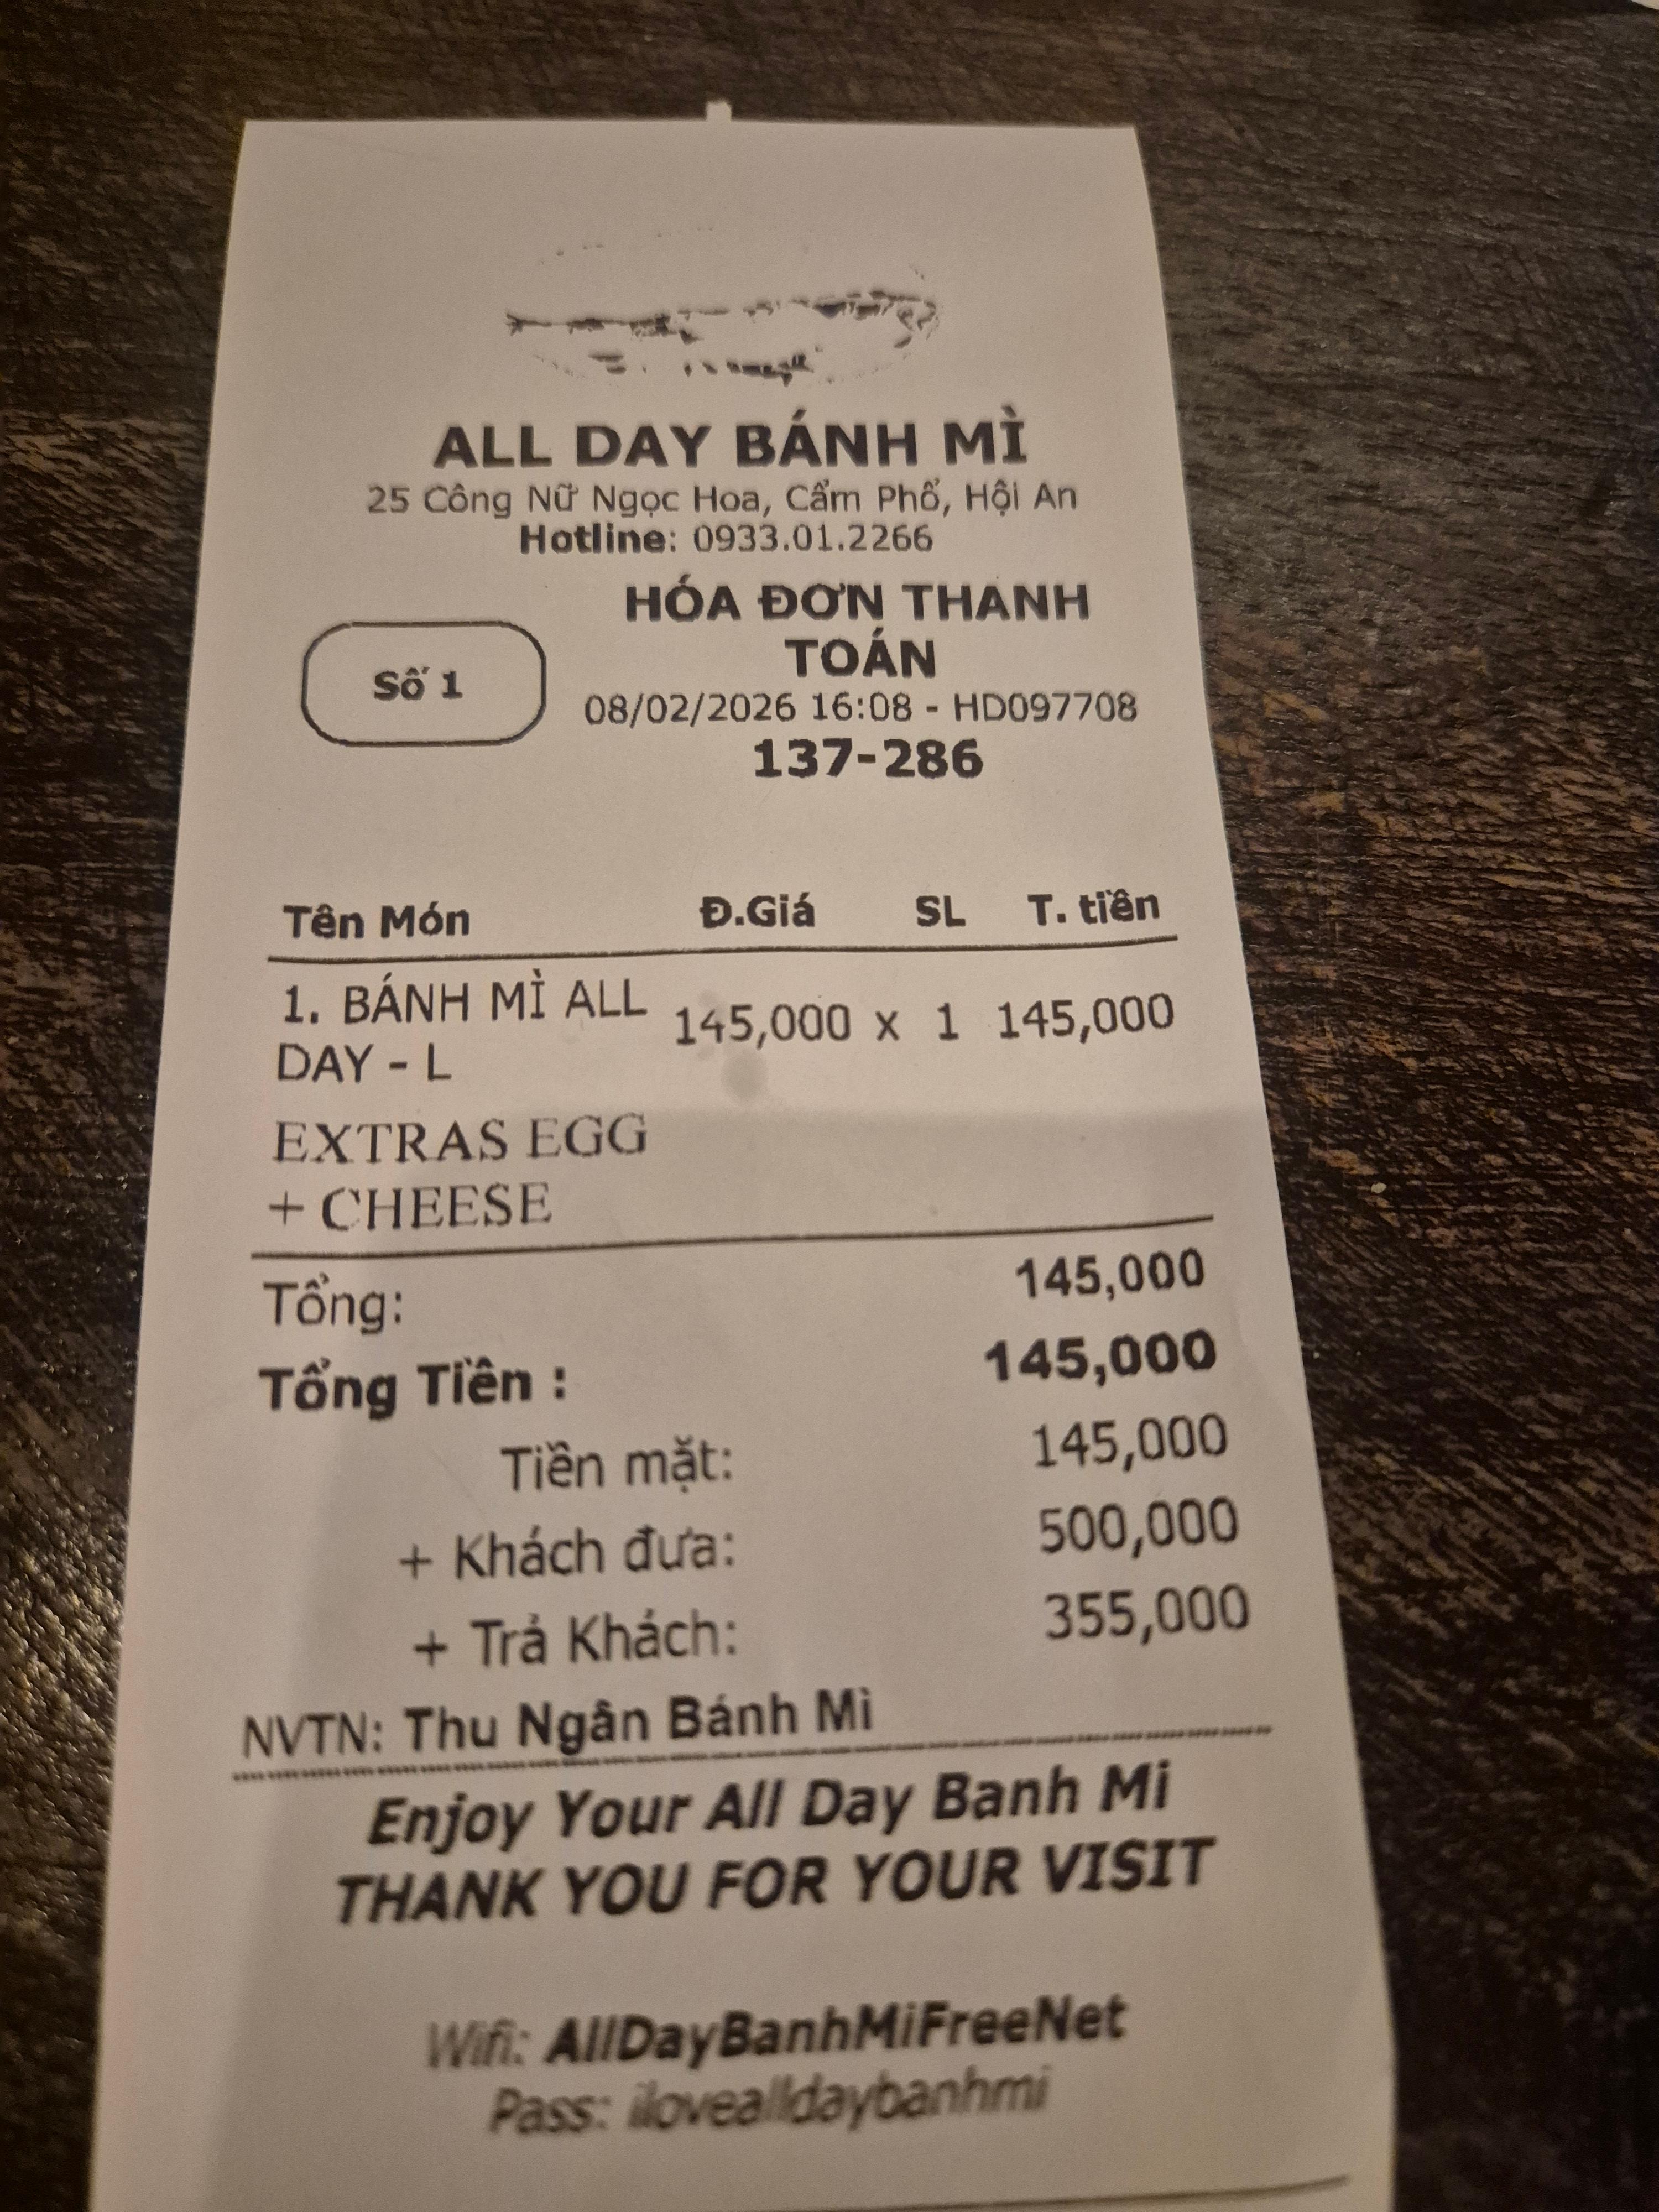 ALL DAY BÁNH MÌ
25 Công Nữ Ngọc Hoa, Cẩm Phổ, Hội An
Hotline: 0933.01.2266
HÓA ĐƠN THANH
TOÁN
Số 1
08/02/2026 16:08 - HD097708
137-286
Tên Món Đ.Giá SL T. tiền
1. BÁNH MÌ ALL 145,000 x 1 145,000
DAY - L
EXTRAS EGG
+ CHEESE
Tổng: 145,000
Tổng Tiền : 145,000
Tiền mặt: 145,000
+ Khách đưa: 500,000
+ Trả Khách: 355,000
NVTN: Thu Ngân Bánh Mì
Enjoy Your All Day Banh Mi
THANK YOU FOR YOUR VISIT
Wifi: AllDayBanhMiFreeNet
Pass: ilovealldaybanhmi